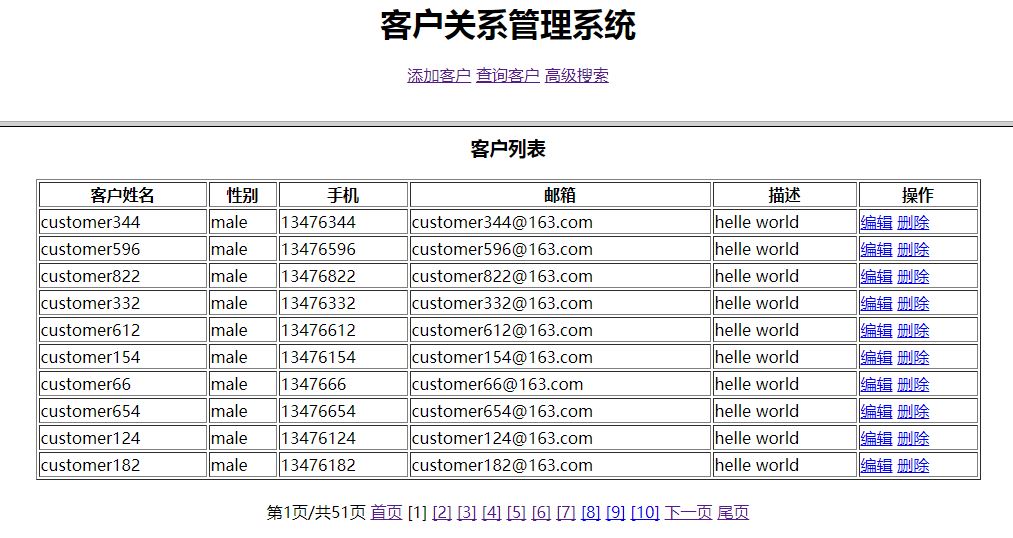 客户关系管理系统
添加客户 查询客户 高级搜索
客户列表
客户姓名 性别 手机 邮箱 描述 操作
customer344 male 13476344 customer344@163.com helle world 编辑 删除
customer596 male 13476596 customer596@163.com helle world 编辑 删除
customer822 male 13476822 customer822@163.com helle world 编辑 删除
customer332 male 13476332 customer332@163.com helle world 编辑 删除
customer612 male 13476612 customer612@163.com helle world 编辑 删除
customer154 male 13476154 customer154@163.com helle world 编辑 删除
customer66 male 1347666 customer66@163.com helle world 编辑 删除
customer654 male 13476654 customer654@163.com helle world 编辑 删除
customer124 male 13476124 customer124@163.com helle world 编辑 删除
customer182 male 13476182 customer182@163.com helle world 编辑 删除
第1页/共51页 首页 [1] [2] [3] [4] [5] [6] [7] [8] [9] [10] 下一页 尾页